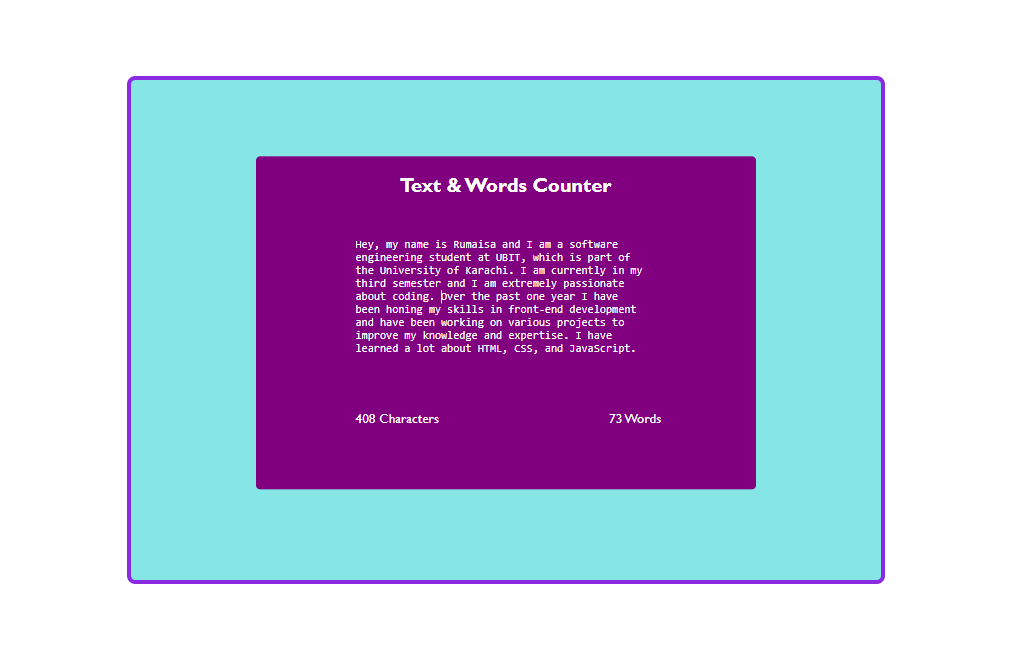 Text & Words Counter
Hey, my name is Rumaisa and I am a software
engineering student at UBIT, which is part of
the University of Karachi. I am currently in my
third semester and I am extremely passionate
about coding. Over the past one year I have
been honing my skills in front-end development
and have been working on various projects to
improve my knowledge and expertise. I have
learned a lot about HTML, CSS, and JavaScript.
408 Characters
73 Words